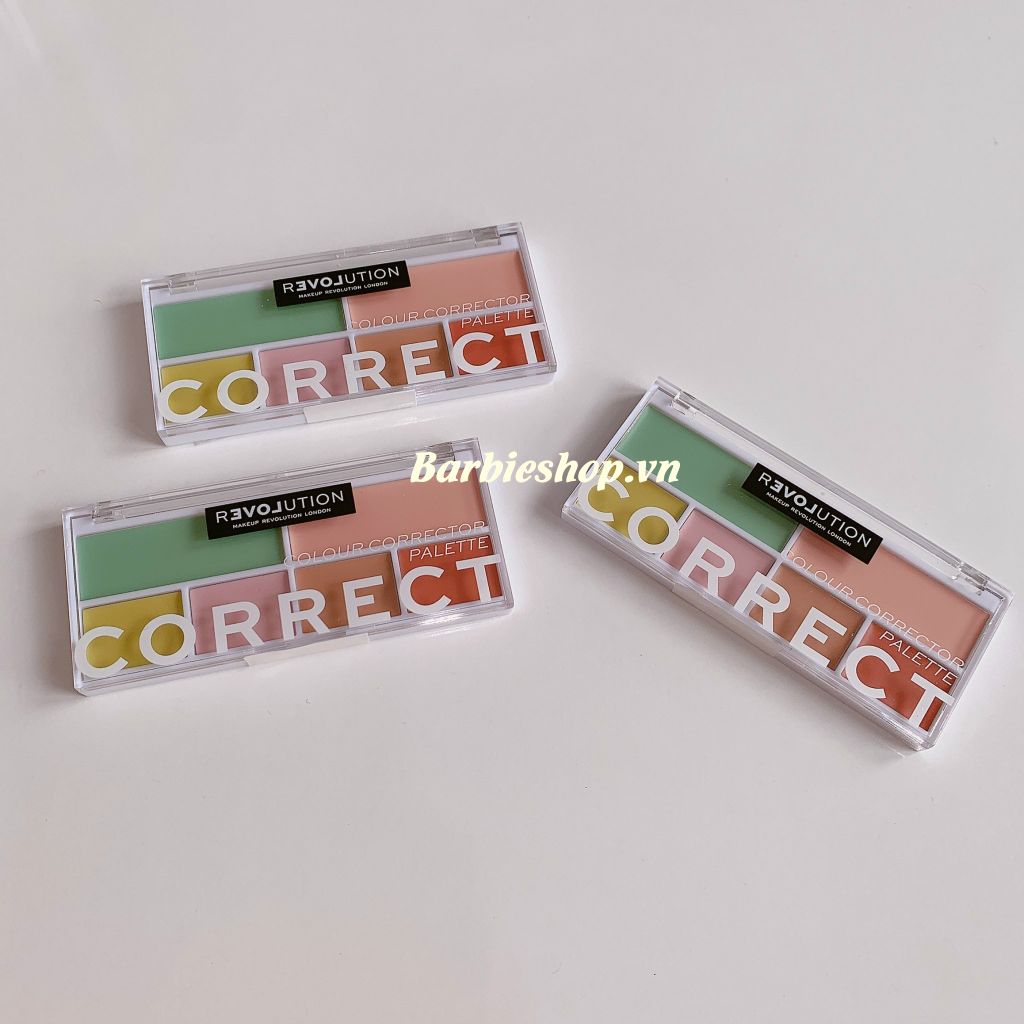 REVOLUTION
MAKEUP REVOLUTION LONDON
COLOUR CORRECTOR
PALETTE
CORRECT
Barbieshop.vn
REVOLUTION
MAKEUP REVOLUTION LONDON
COLOUR CORRECTOR
PALETTE
CORRECT
REVOLUTION
MAKEUP REVOLUTION LONDON
COLOUR CORRECTOR
PALETTE
CORRECT